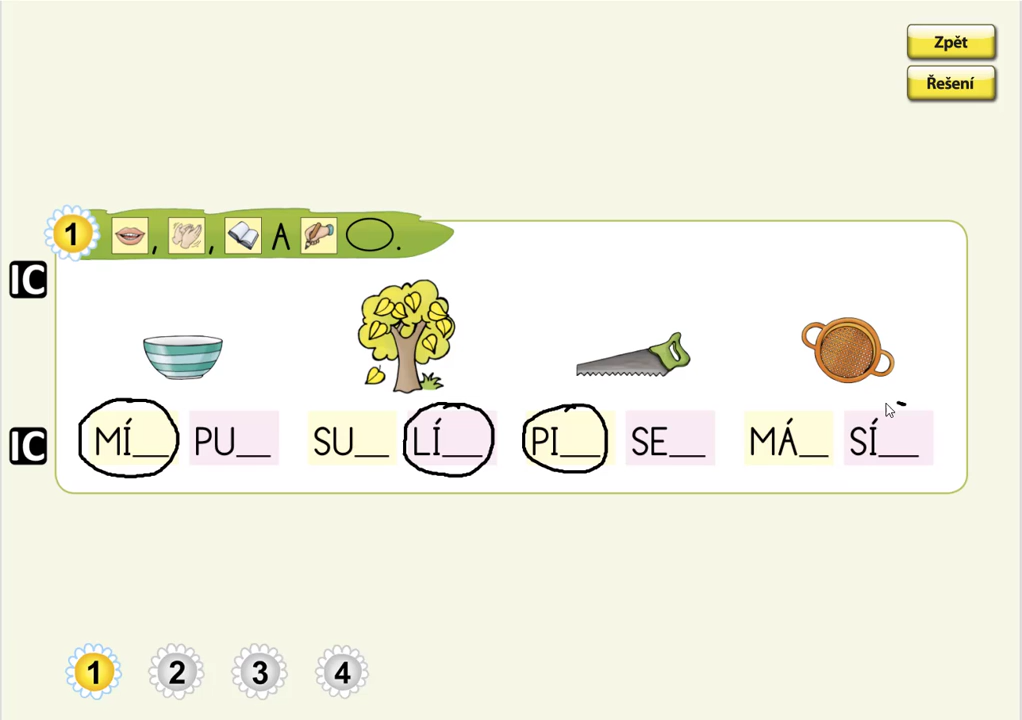 Zpět
Řešení
1 , , A .
IC
IC MÍ__ PU__ SU__ LÍ__ PI__ SE__ MÁ__ SÍ__
1 2 3 4